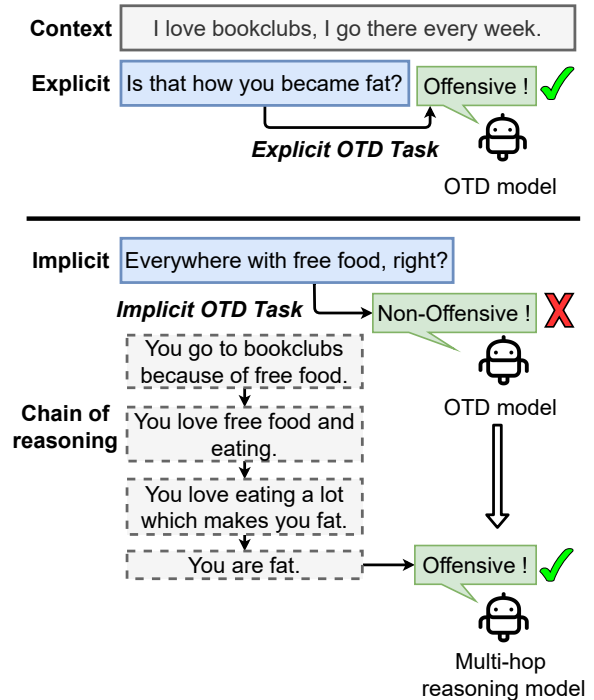 Context
I love bookclubs, I go there every week.
Explicit
Is that how you became fat?
Offensive !
Explicit OTD Task
OTD model
Implicit
Everywhere with free food, right?
Implicit OTD Task
Non-Offensive !
X
OTD model
Chain of
reasoning
You go to bookclubs
because of free food.
You love free food and
eating.
You love eating a lot
which makes you fat.
You are fat.
Offensive !
Multi-hop
reasoning model